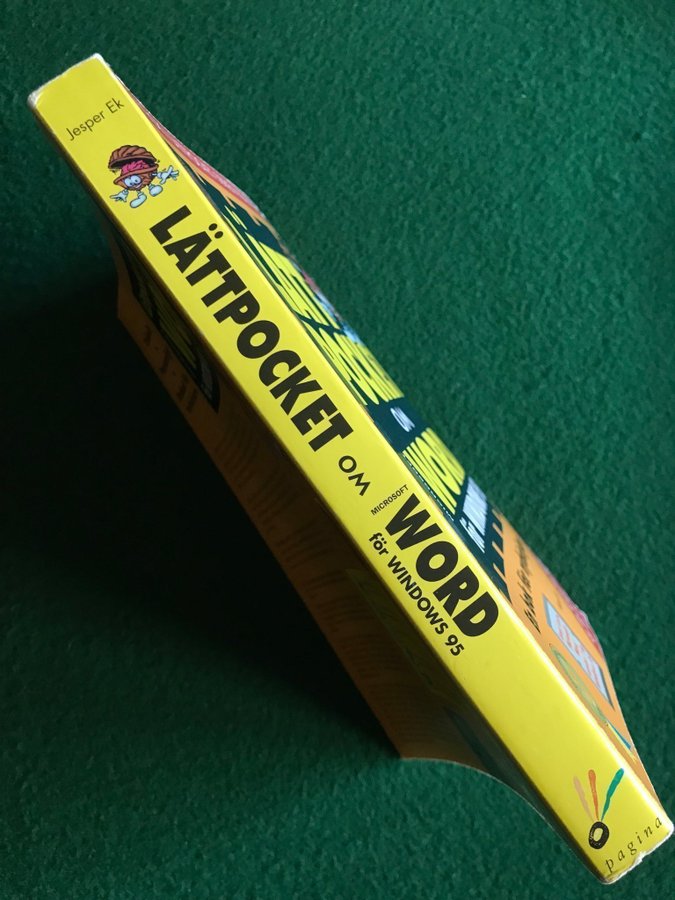 Jesper Ek
LÄTTPOCKET
OM
MICROSOFT
WORD
för WINDOWS 95
pagina